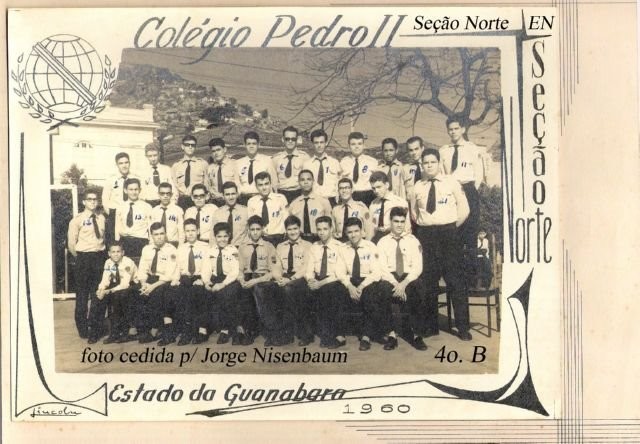 Colégio Pedro II
Seção Norte
EN
Seção Norte
foto cedida p/ Jorge Nisenbaum
4o. B
Estado da Guanabara
1960
Lincoln